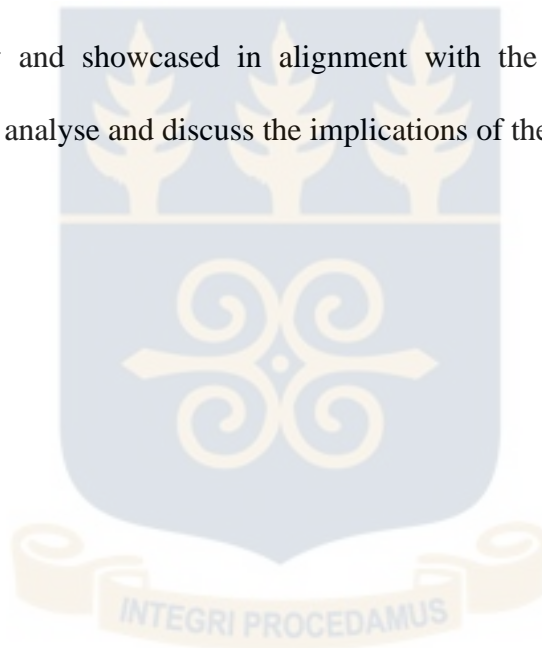 and showcased in alignment with the
analyse and discuss the implications of the
INTEGRI PROCEDAMUS